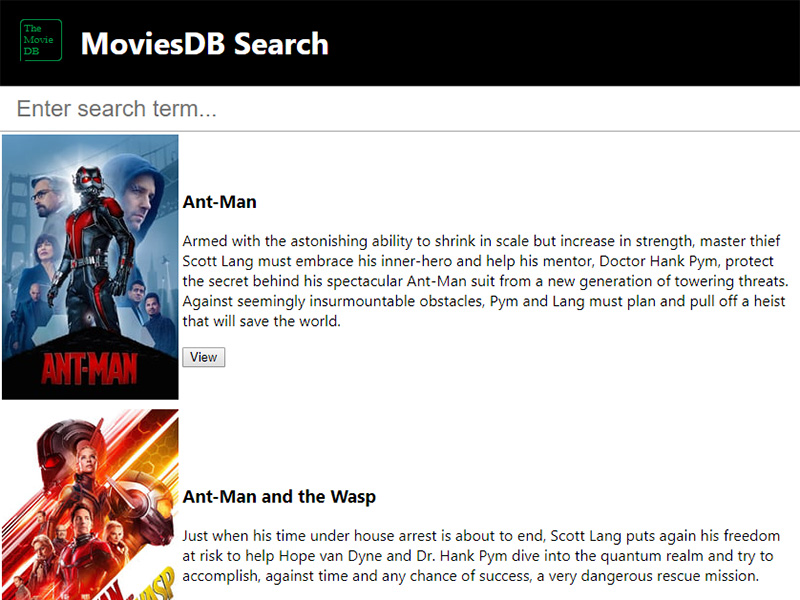 The
Movie
DB
MoviesDB Search
Enter search term...
ANT-MAN
Ant-Man
Armed with the astonishing ability to shrink in scale but increase in strength, master thief
Scott Lang must embrace his inner-hero and help his mentor, Doctor Hank Pym, protect
the secret behind his spectacular Ant-Man suit from a new generation of towering threats.
Against seemingly insurmountable obstacles, Pym and Lang must plan and pull off a heist
that will save the world.
View
WASP
Ant-Man and the Wasp
Just when his time under house arrest is about to end, Scott Lang puts again his freedom
at risk to help Hope van Dyne and Dr. Hank Pym dive into the quantum realm and try to
accomplish, against time and any chance of success, a very dangerous rescue mission.